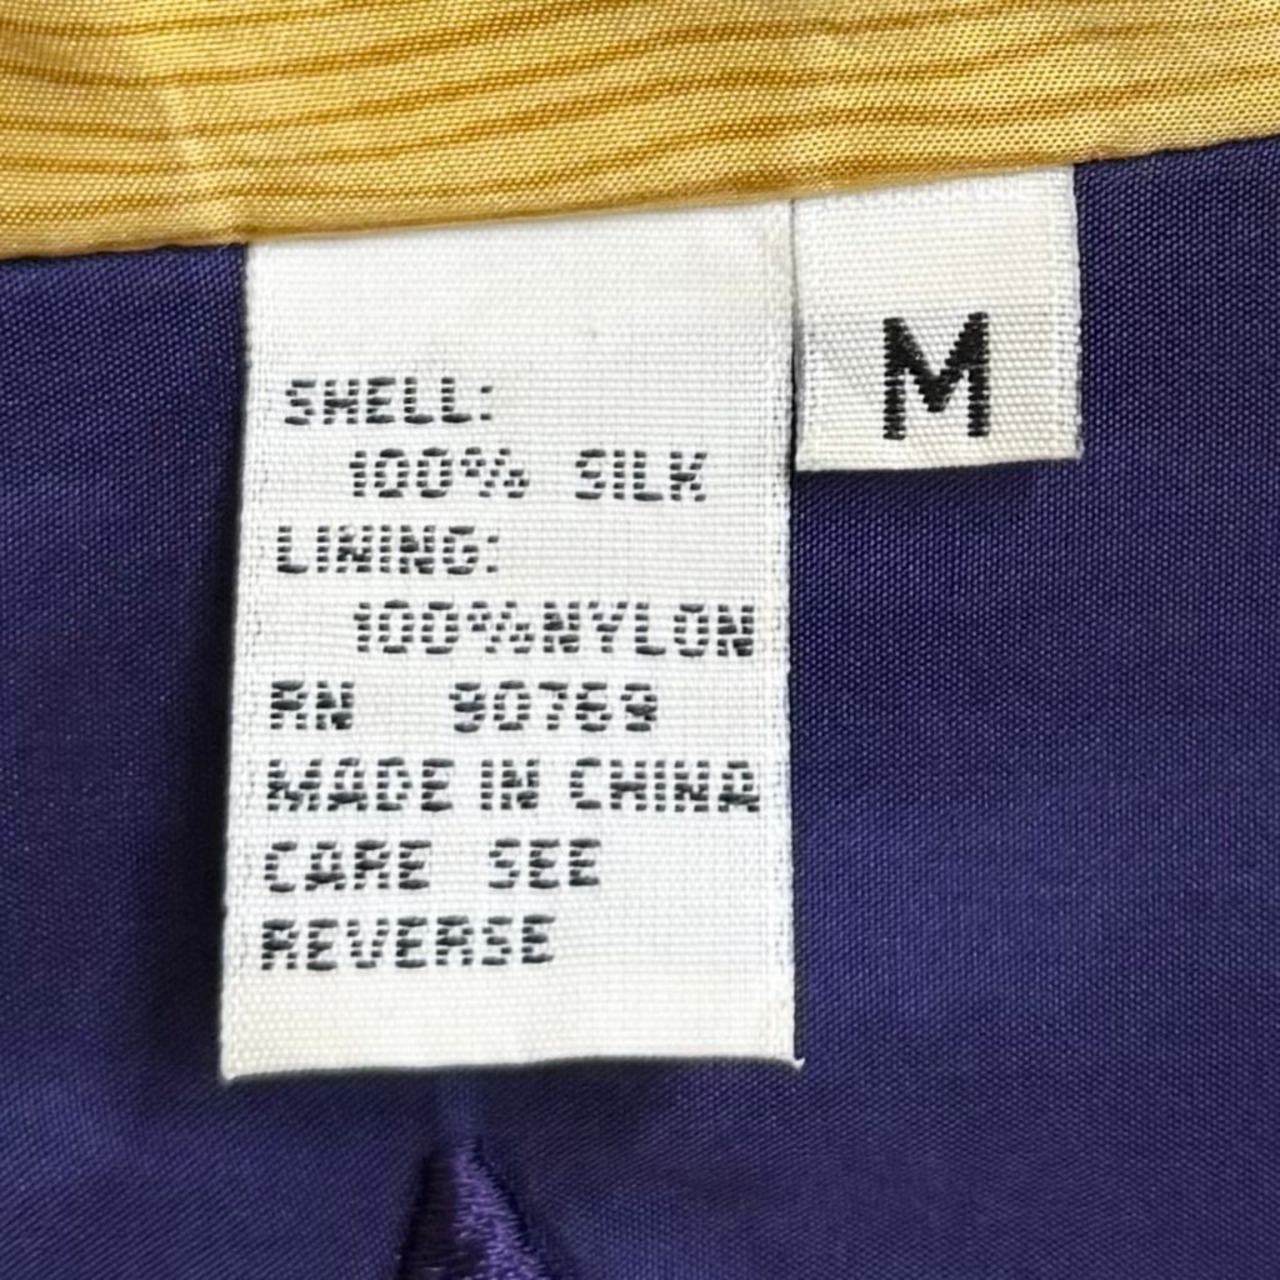 SHELL:
100% SILK
LINING:
100%NYLON
RN 90769
MADE IN CHINA
CARE SEE
REVERSE
M